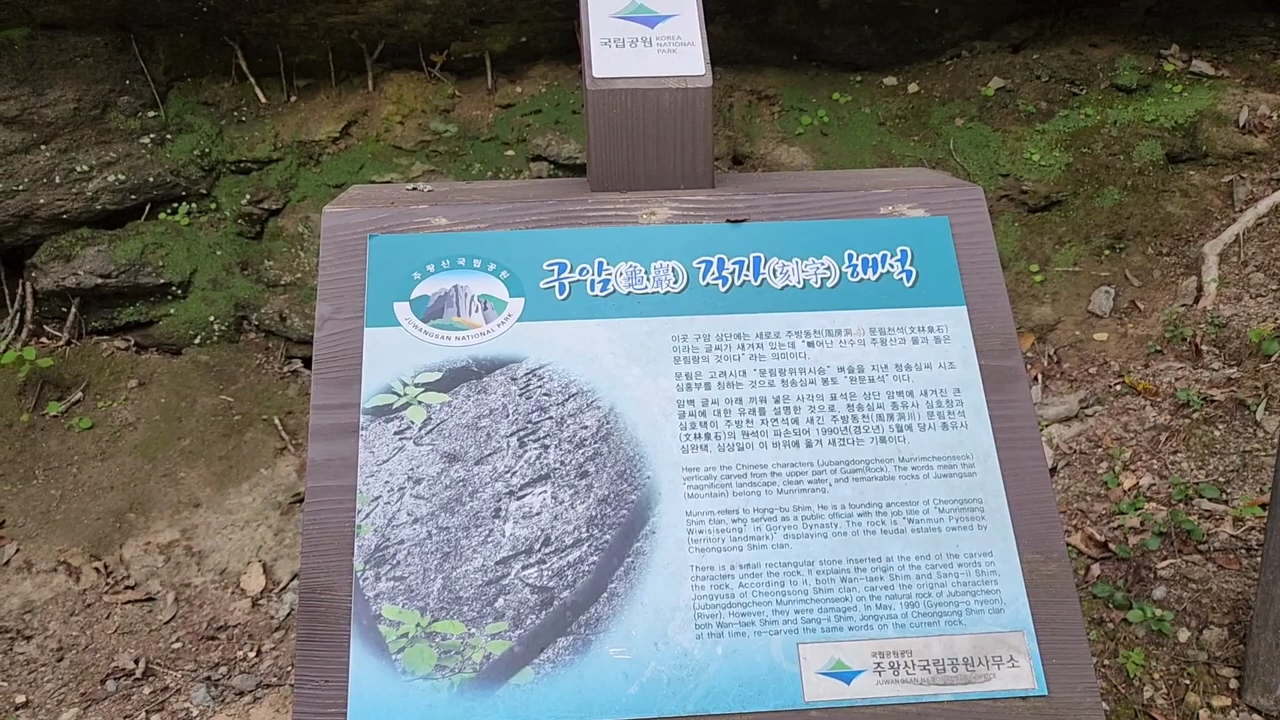 국립공원 KOREA NATIONAL PARK
주왕산국립공원
JUWANGSAN NATIONAL PARK
구암(龜巖) 각자(刻字) 해석
이곳 구암 상단에는 세로로 주방동천(周房洞 ) 문림천석(文林泉石)
이라는 글씨가 새겨져 있는데 "빼어난 산수의 주왕산과 물과 돌은
문림랑의 것이다" 라는 의미이다.
문림은 고려시대 "문림랑위위시승" 벼슬을 지낸 청송심씨 시조
심홍부를 칭하는 것으로 청송심씨 봉토 "완문표석" 이다.
암벽 글씨 아래 끼워 넣은 사각의 표석은 상단 암벽에 새겨진 큰
글씨에 대한 유래를 설명한 것으로, 청송심씨 종유사 심호창과
심호택이 주방천 자연석에 새긴 주방동천(周房洞川) 문림천석
(文林泉石)의 원석이 파손되어 1990년(경오년) 5월에 당시 종유사
심완택, 심상일이 이 바위에 옮겨 새겼다는 기록이다.
Here are the Chinese characters (Jubangdongcheon Munrimcheonseok)
vertically carved from the upper part of Guam(Rock). The words mean that
"magnificent landscape, clean water, and remarkable rocks of Juwangsan
(Mountain) belong to Munrimrang."
Munrim refers to Hong-bu Shim. He is a founding ancestor of Cheongsong
Shim clan, who served as a public official with the job title of "Munrimrang
Wiwisiseung" in Goryeo Dynasty. The rock is "Wanmun Pyoseok
(territory landmark)" displaying one of the feudal estates owned by
Cheongsong Shim clan.
There is a small rectangular stone inserted at the end of the carved
characters under the rock. It explains the origin of the carved words on
the rock. According to it, both Wan-taek Shim and Sang-il Shim,
Jongyusa of Cheongsong Shim clan, carved the orignal characters
(Jubangdongcheon Munrimcheonseok) on the natural rock of Jubangcheon
(River). However, they were damaged. In May, 1990 (Gyeong-o nyeon),
both Wan-taek Shim and Sang-il Shim, Jongyusa of Cheongsong Shim clan
at that time, re-carved the same words on the current rock.
국립공원공단
주왕산국립공원사무소
JUWANGSAN NATIONAL PARK OFFICE